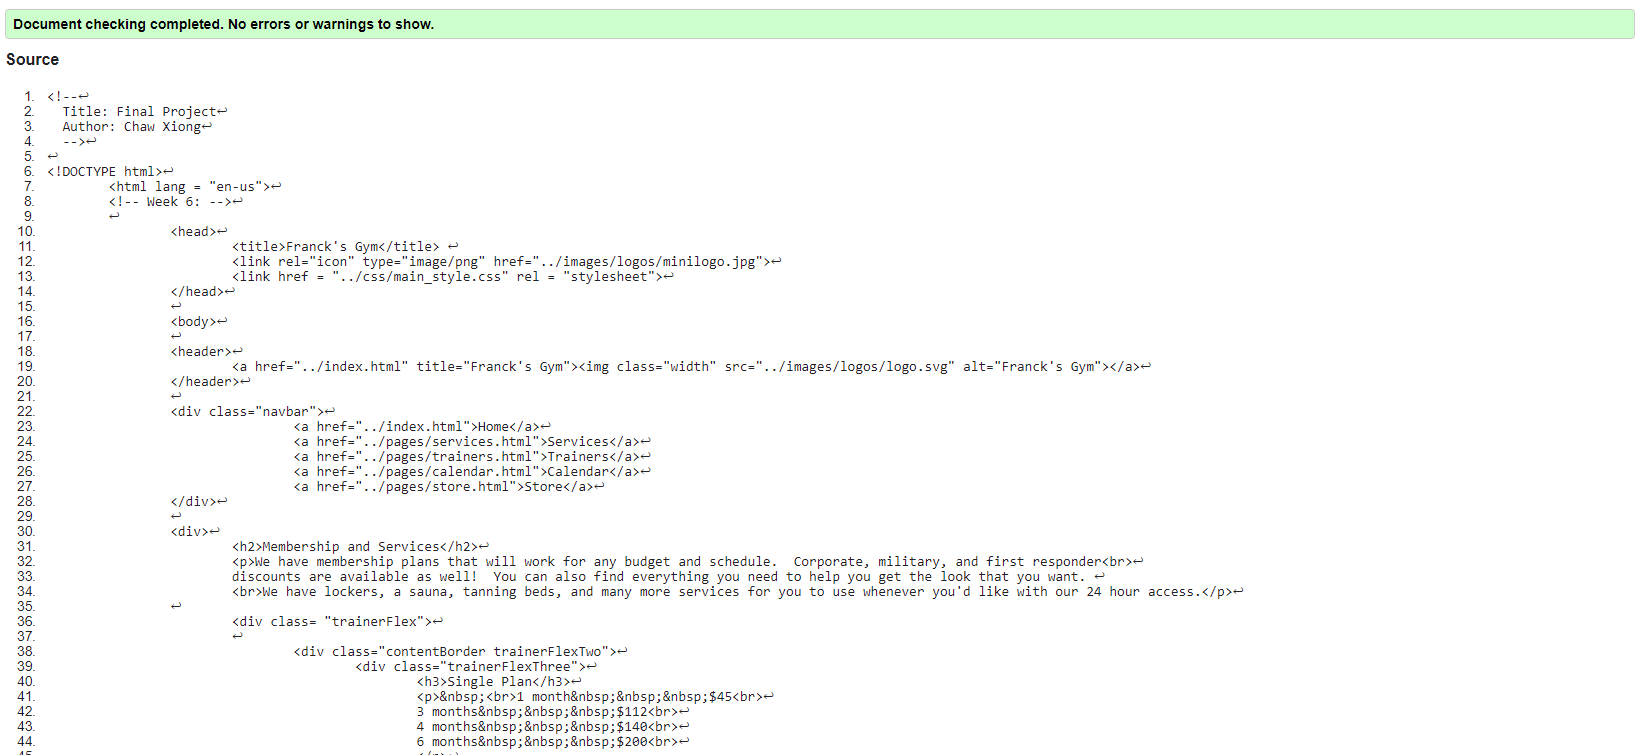 Document checking completed. No errors or warnings to show.
Source
1. <!--↩
2. Title: Final Project↩
3. Author: Chaw Xiong↩
4. -->↩
5. ↩
6. <!DOCTYPE html>↩
7. <html lang = "en-us">↩
8. <!-- Week 6: -->↩
9. ↩
10. <head>↩
11. <title>Franck's Gym</title> ↩
12. <link rel="icon" type="image/png" href="../images/logos/minilogo.jpg">↩
13. <link href = "../css/main_style.css" rel = "stylesheet">↩
14. </head>↩
15. ↩
16. <body>↩
17. ↩
18. <header>↩
19. <a href="../index.html" title="Franck's Gym"><img class="width" src="../images/logos/logo.svg" alt="Franck's Gym"></a>↩
20. </header>↩
21. ↩
22. <div class="navbar">↩
23. <a href="../index.html">Home</a>↩
24. <a href="../pages/services.html">Services</a>↩
25. <a href="../pages/trainers.html">Trainers</a>↩
26. <a href="../pages/calendar.html">Calendar</a>↩
27. <a href="../pages/store.html">Store</a>↩
28. </div>↩
29. ↩
30. <div>↩
31. <h2>Membership and Services</h2>↩
32. <p>We have membership plans that will work for any budget and schedule.  Corporate, military, and first responder<br>↩
33. discounts are available as well!  You can also find everything you need to help you get the look that you want. ↩
34. <br>We have lockers, a sauna, tanning beds, and many more services for you to use whenever you'd like with our 24 hour access.</p>↩
35. ↩
36. <div class= "trainerFlex">↩
37. ↩
38. <div class="contentBorder trainerFlexTwo">↩
39. <div class="trainerFlexThree">↩
40. <h3>Single Plan</h3>↩
41. <p>&nbsp;<br>1 month&nbsp;&nbsp;&nbsp;$45<br>↩
42. 3 months&nbsp;&nbsp;&nbsp;$112<br>↩
43. 4 months&nbsp;&nbsp;&nbsp;$140<br>↩
44. 6 months&nbsp;&nbsp;&nbsp;$200<br>↩